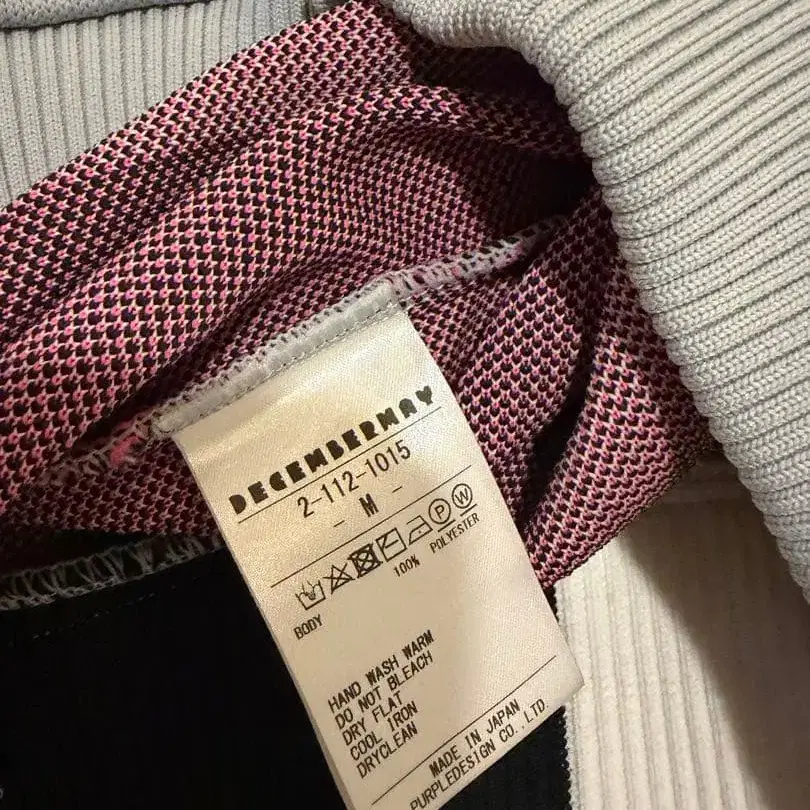 DECEMBERMAY
2-112-1015
- M -
P W
BODY 100% POLYESTER
HAND WASH WARM
DO NOT BLEACH
DRY FLAT
COOL IRON
DRYCLEAN
MADE IN JAPAN
PURPLEDESIGN CO.,LTD.